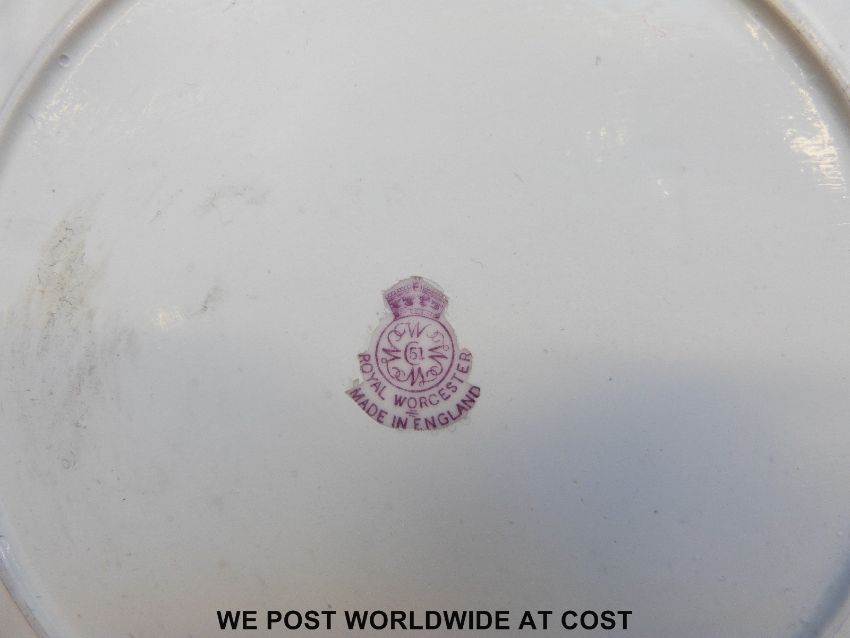 W W W W
C 51
ROYAL WORCESTER
MADE IN ENGLAND
WE POST WORLDWIDE AT COST